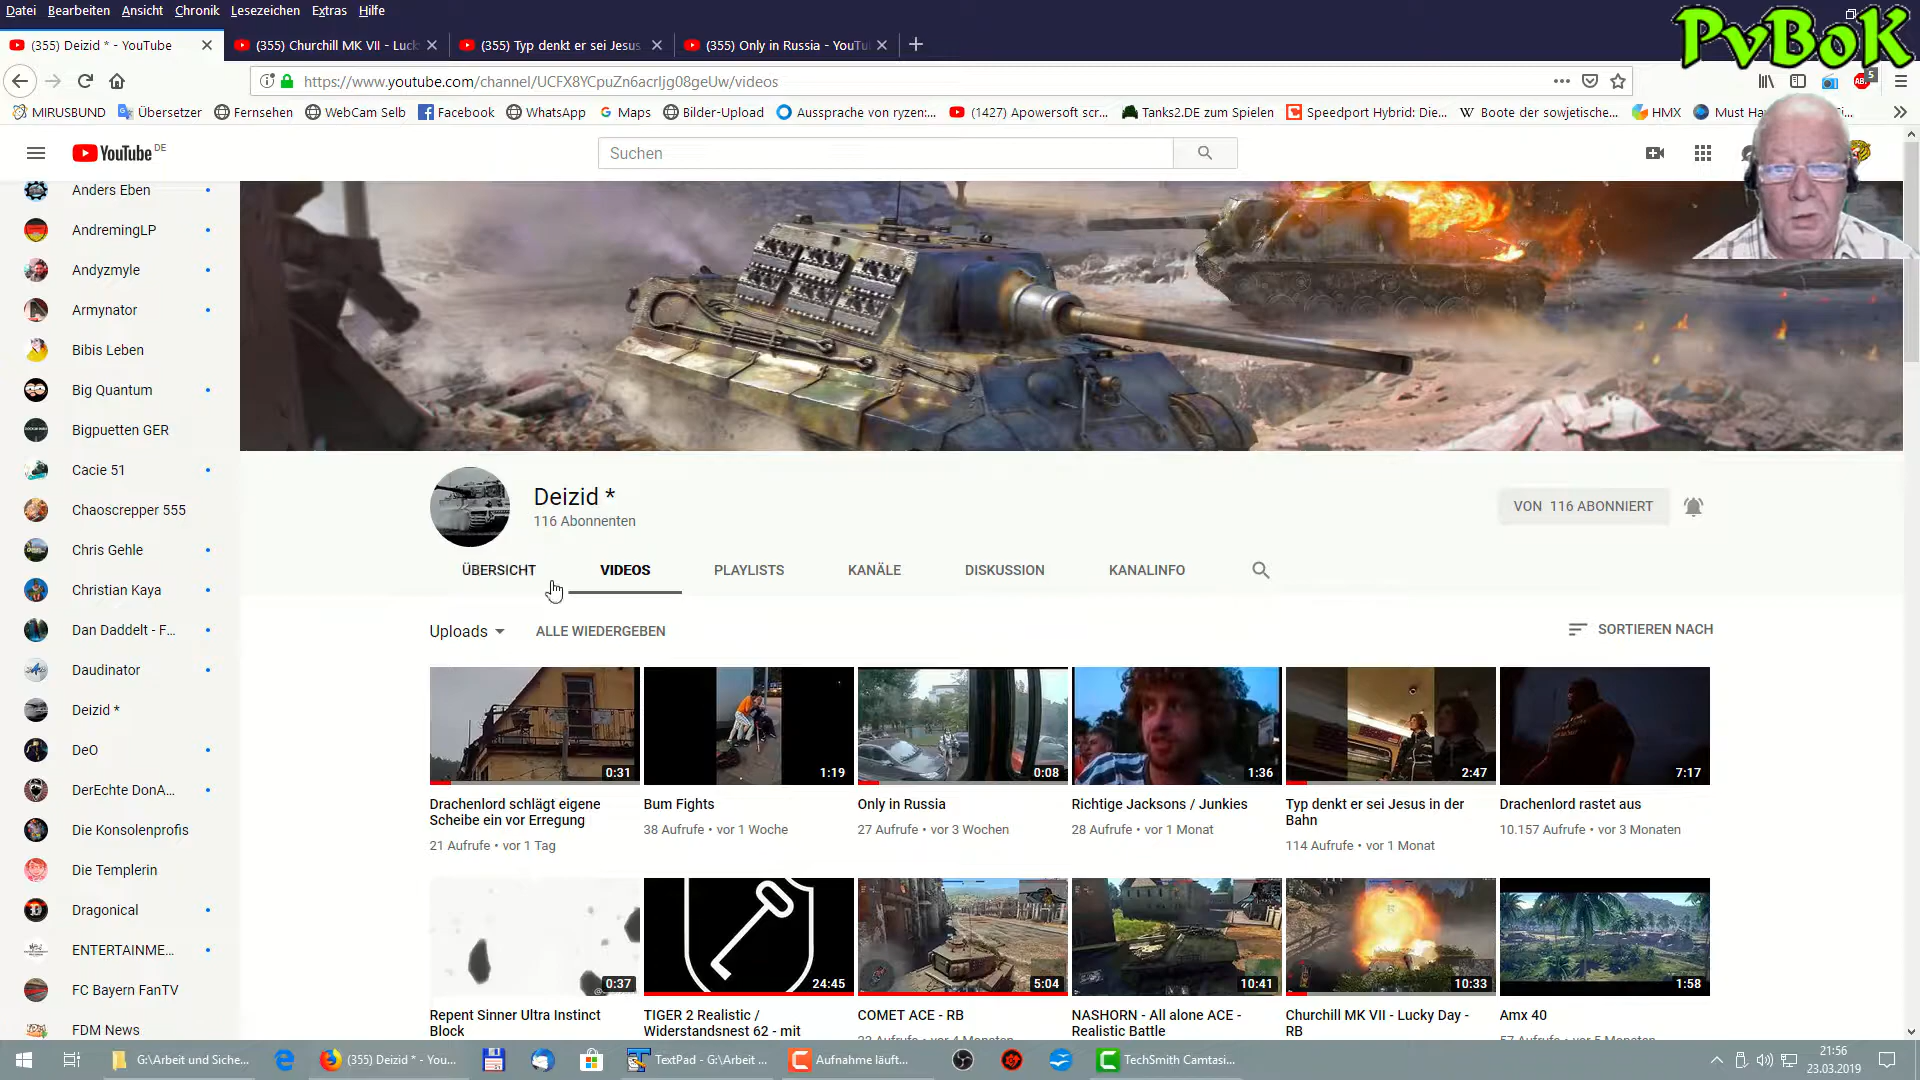 Datei Bearbeiten Ansicht Chronik Lesezeichen Extras Hilfe
PvBoK
(355) Deizid * - YouTube
(355) Churchill MK VII - Luck
(355) Typ denkt er sei Jesus
(355) Only in Russia - YouTu
https://www.youtube.com/channel/UCFX8YCpuZn6acrIjg08geUw/videos
5
MIRUSBUND Übersetzer Fernsehen WebCam Selb Facebook WhatsApp Maps Bilder-Upload Aussprache von ryzen:... (1427) Apowersoft scr... Tanks2.DE zum Spielen Speedport Hybrid: Die... Boote der sowjetische... HMX Must Ha
YouTube DE
Suchen
Anders Eben
AndremingLP
Andyzmyle
Armynator
Bibis Leben
Big Quantum
Bigpuetten GER
Cacie 51
Chaoscrepper 555
Chris Gehle
Christian Kaya
Dan Daddelt - F...
Daudinator
Deizid *
DeO
DerEchte DonA...
Die Konsolenprofis
Die Templerin
Dragonical
ENTERTAINME...
FC Bayern FanTV
FDM News
Deizid *
116 Abonnenten
VON 116 ABONNIERT
ÜBERSICHT VIDEOS PLAYLISTS KANÄLE DISKUSSION KANALINFO
Uploads ALLE WIEDERGEBEN
SORTIEREN NACH
0:31
Drachenlord schlägt eigene
Scheibe ein vor Erregung
21 Aufrufe • vor 1 Tag
1:19
Bum Fights
38 Aufrufe • vor 1 Woche
0:08
Only in Russia
27 Aufrufe • vor 3 Wochen
1:36
Richtige Jacksons / Junkies
28 Aufrufe • vor 1 Monat
2:47
Typ denkt er sei Jesus in der
Bahn
114 Aufrufe • vor 1 Monat
7:17
Drachenlord rastet aus
10.157 Aufrufe • vor 3 Monaten
0:37
Repent Sinner Ultra Instinct
Block
24:45
TIGER 2 Realistic /
Widerstandsnest 62 - mit
5:04
COMET ACE - RB
10:41
NASHORN - All alone ACE -
Realistic Battle
10:33
Churchill MK VII - Lucky Day -
RB
1:58
Amx 40
G:\Arbeit und Siche...
(355) Deizid * - You...
TextPad - G:\Arbeit ...
Aufnahme läuft...
TechSmith Camtasi...
21:56
23.03.2019